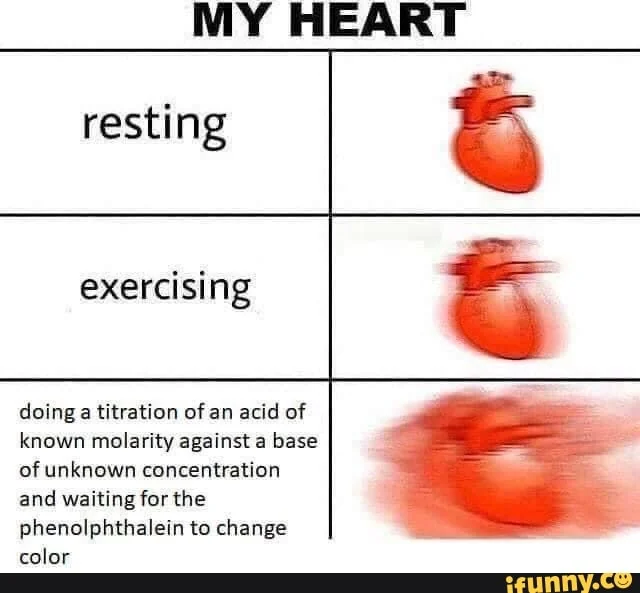 MY HEART
resting
exercising
doing a titration of an acid of
known molarity against a base
of unknown concentration
and waiting for the
phenolphthalein to change
color
ifunny.co